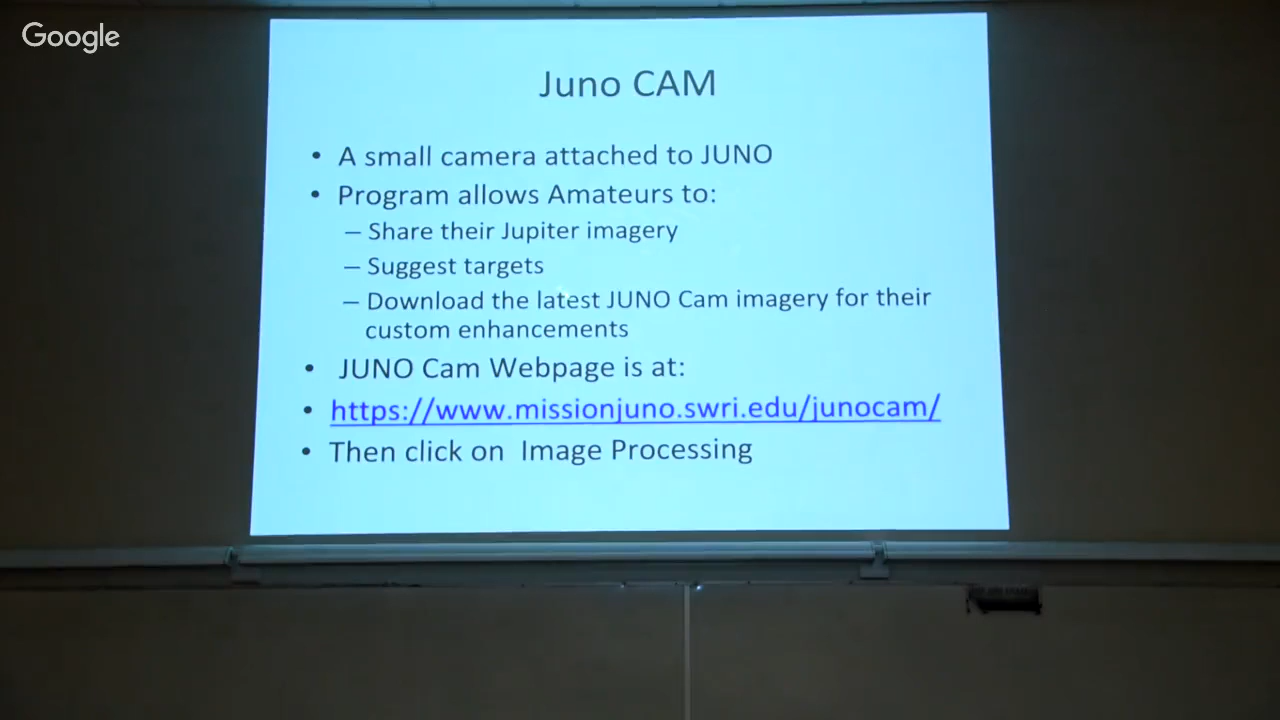 Google
Juno CAM
• A small camera attached to JUNO
• Program allows Amateurs to:
– Share their Jupiter imagery
– Suggest targets
– Download the latest JUNO Cam imagery for their
custom enhancements
• JUNO Cam Webpage is at:
• https://www.missionjuno.swri.edu/junocam/
• Then click on Image Processing